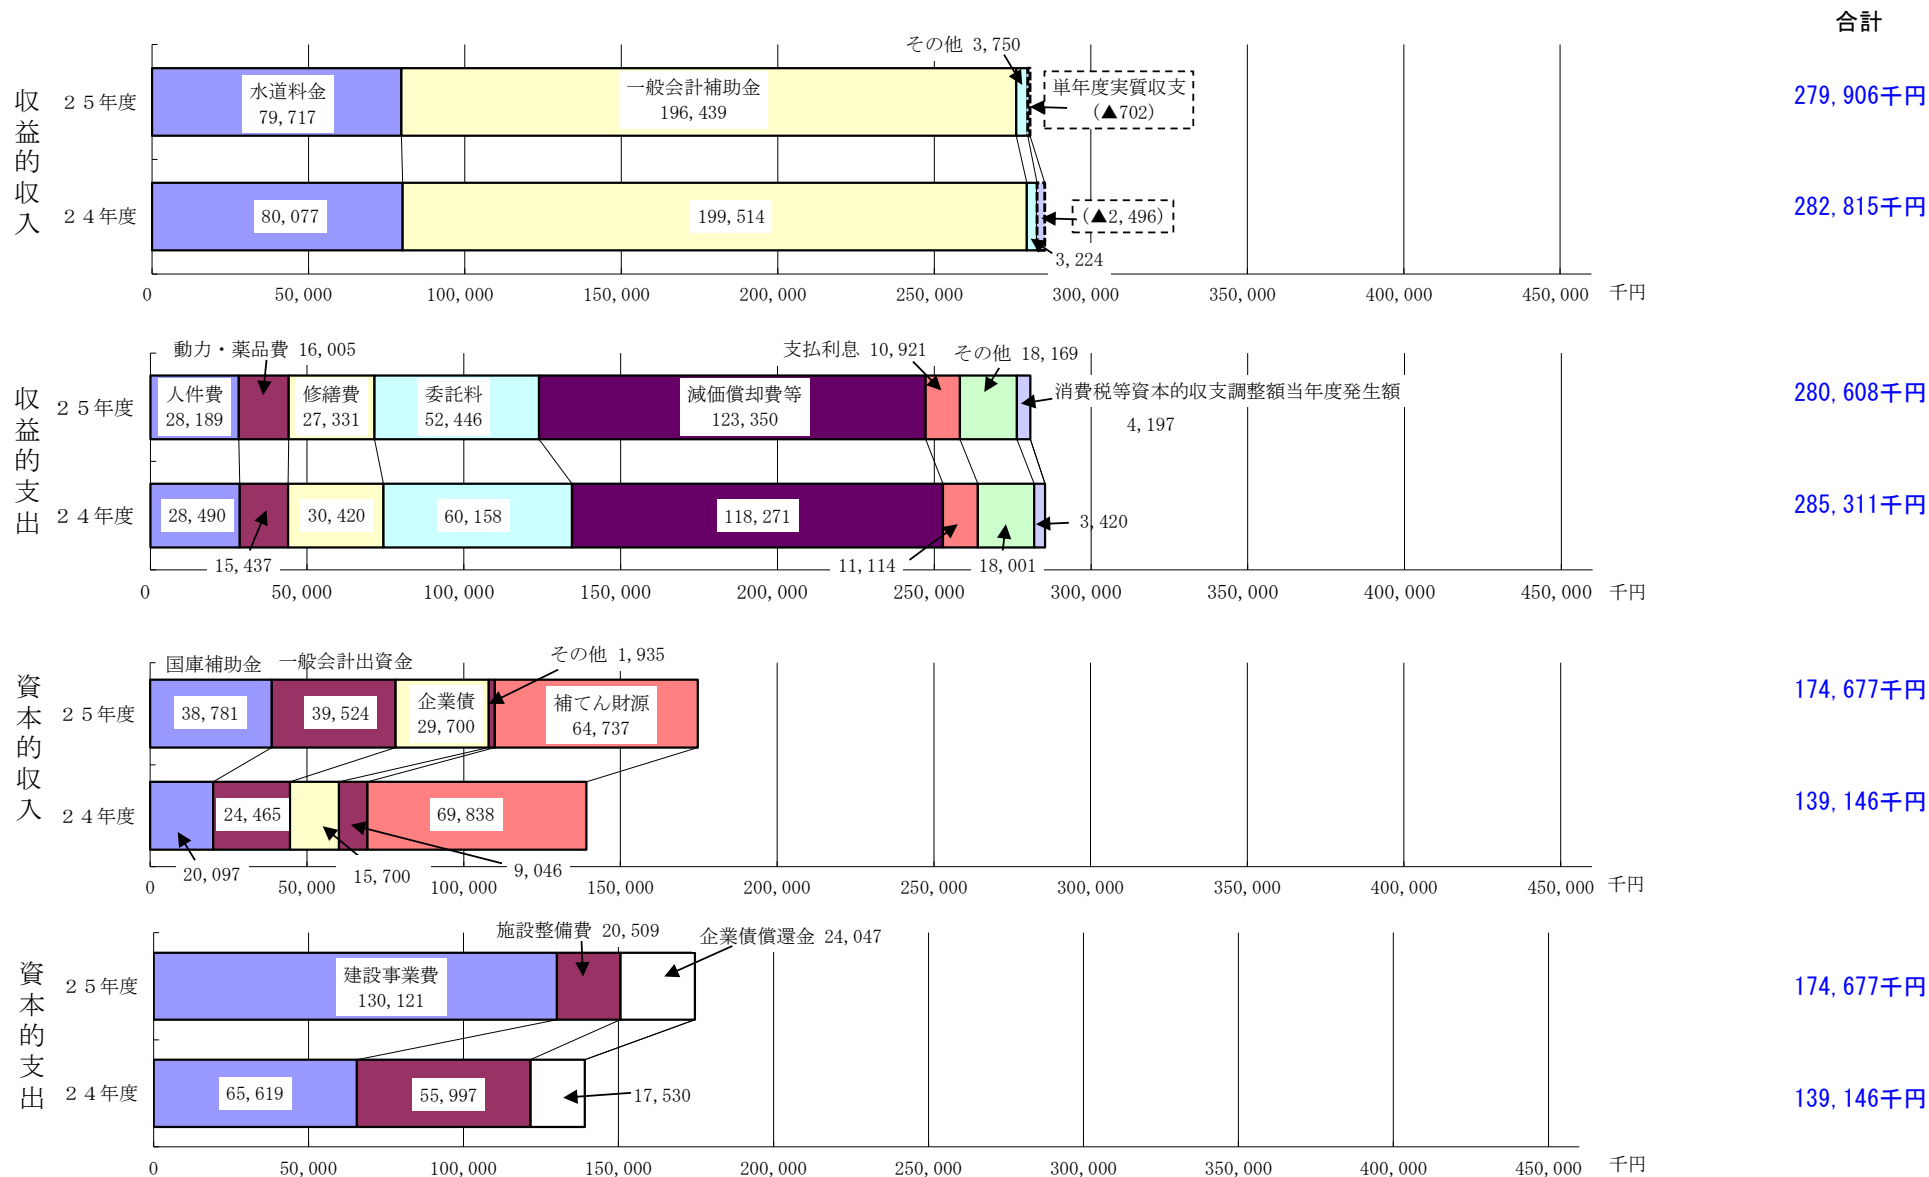 合計
収益的収入
２５年度
水道料金
79,717
一般会計補助金
196,439
その他 3,750
単年度実質収支
(▲702)
279,906千円
２４年度
80,077
199,514
(▲2,496)
3,224
282,815千円
0
50,000
100,000
150,000
200,000
250,000
300,000
350,000
400,000
450,000
千円
収益的支出
動力・薬品費 16,005
支払利息 10,921
その他 18,169
２５年度
人件費
28,189
修繕費
27,331
委託料
52,446
減価償却費等
123,350
消費税等資本的収支調整額当年度発生額
4,197
280,608千円
２４年度
28,490
30,420
60,158
118,271
3,420
15,437
11,114
18,001
285,311千円
0
50,000
100,000
150,000
200,000
250,000
300,000
350,000
400,000
450,000
千円
資本的収入
国庫補助金
一般会計出資金
その他 1,935
２５年度
38,781
39,524
企業債
29,700
補てん財源
64,737
174,677千円
２４年度
24,465
69,838
20,097
15,700
9,046
139,146千円
0
50,000
100,000
150,000
200,000
250,000
300,000
350,000
400,000
450,000
千円
資本的支出
施設整備費 20,509
企業債償還金 24,047
２５年度
建設事業費
130,121
174,677千円
２４年度
65,619
55,997
17,530
139,146千円
0
50,000
100,000
150,000
200,000
250,000
300,000
350,000
400,000
450,000
千円